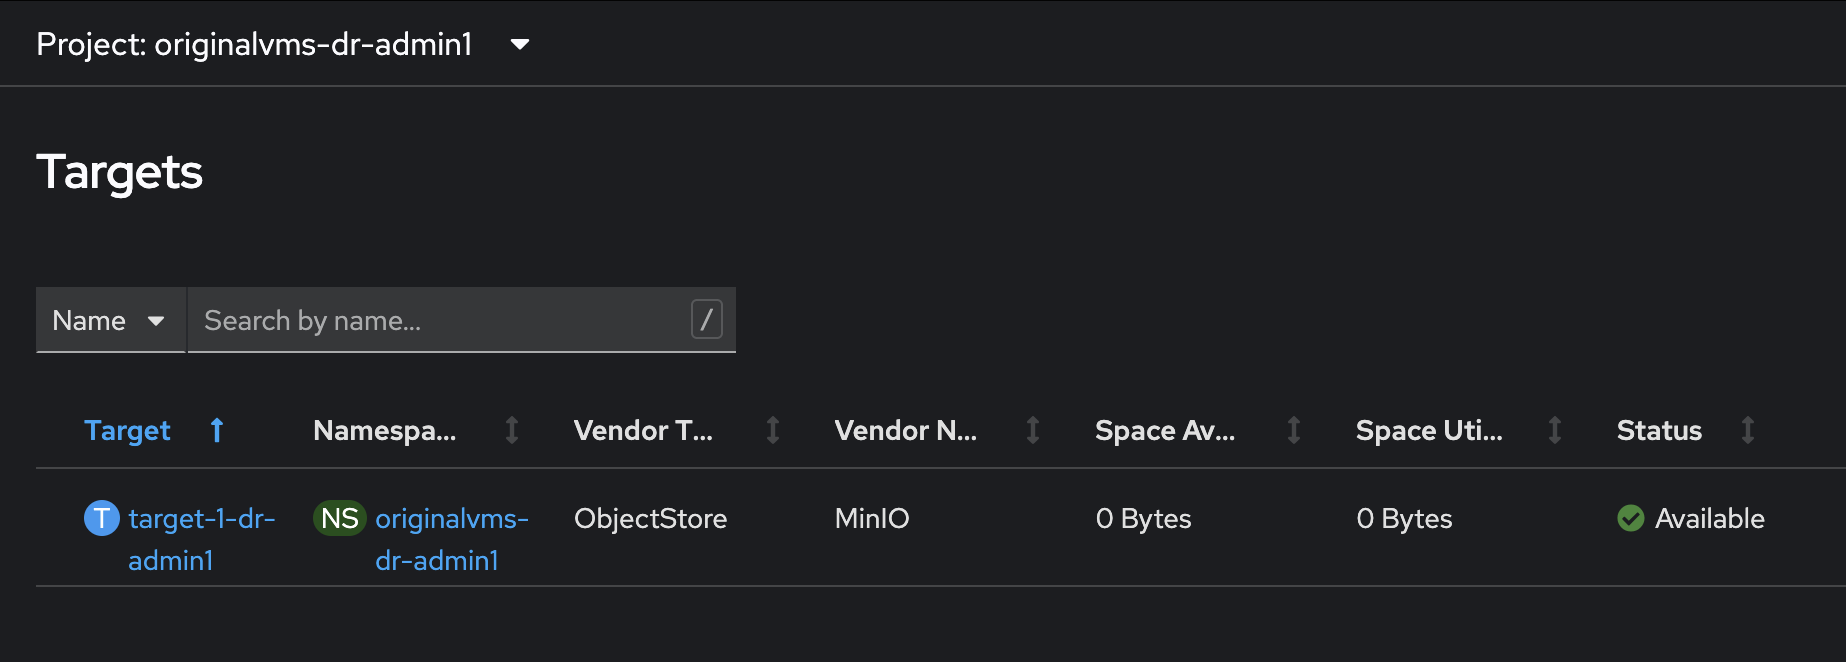 Project: originalvms-dr-admin1
Targets
Name
Search by name...
/
Target Namespa... Vendor T... Vendor N... Space Av... Space Uti... Status
T target-1-dr- NS originalvms- ObjectStore MinIO 0 Bytes 0 Bytes Available
admin1 dr-admin1